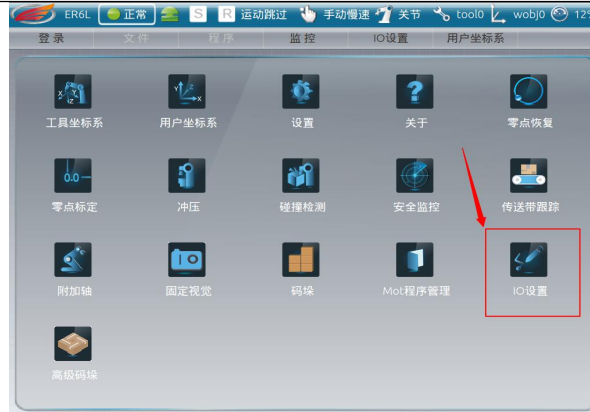 ER6L 正常 S R 运动跳过 手动慢速 关节 tool0 wobj0 12%
登录 文件 程序 监控 IO设置 用户坐标系
工具坐标系 用户坐标系 设置 关于 零点恢复
零点标定 冲压 碰撞检测 安全监控 传送带跟踪
附加轴 固定视觉 码垛 Mot程序管理 IO设置
高级码垛